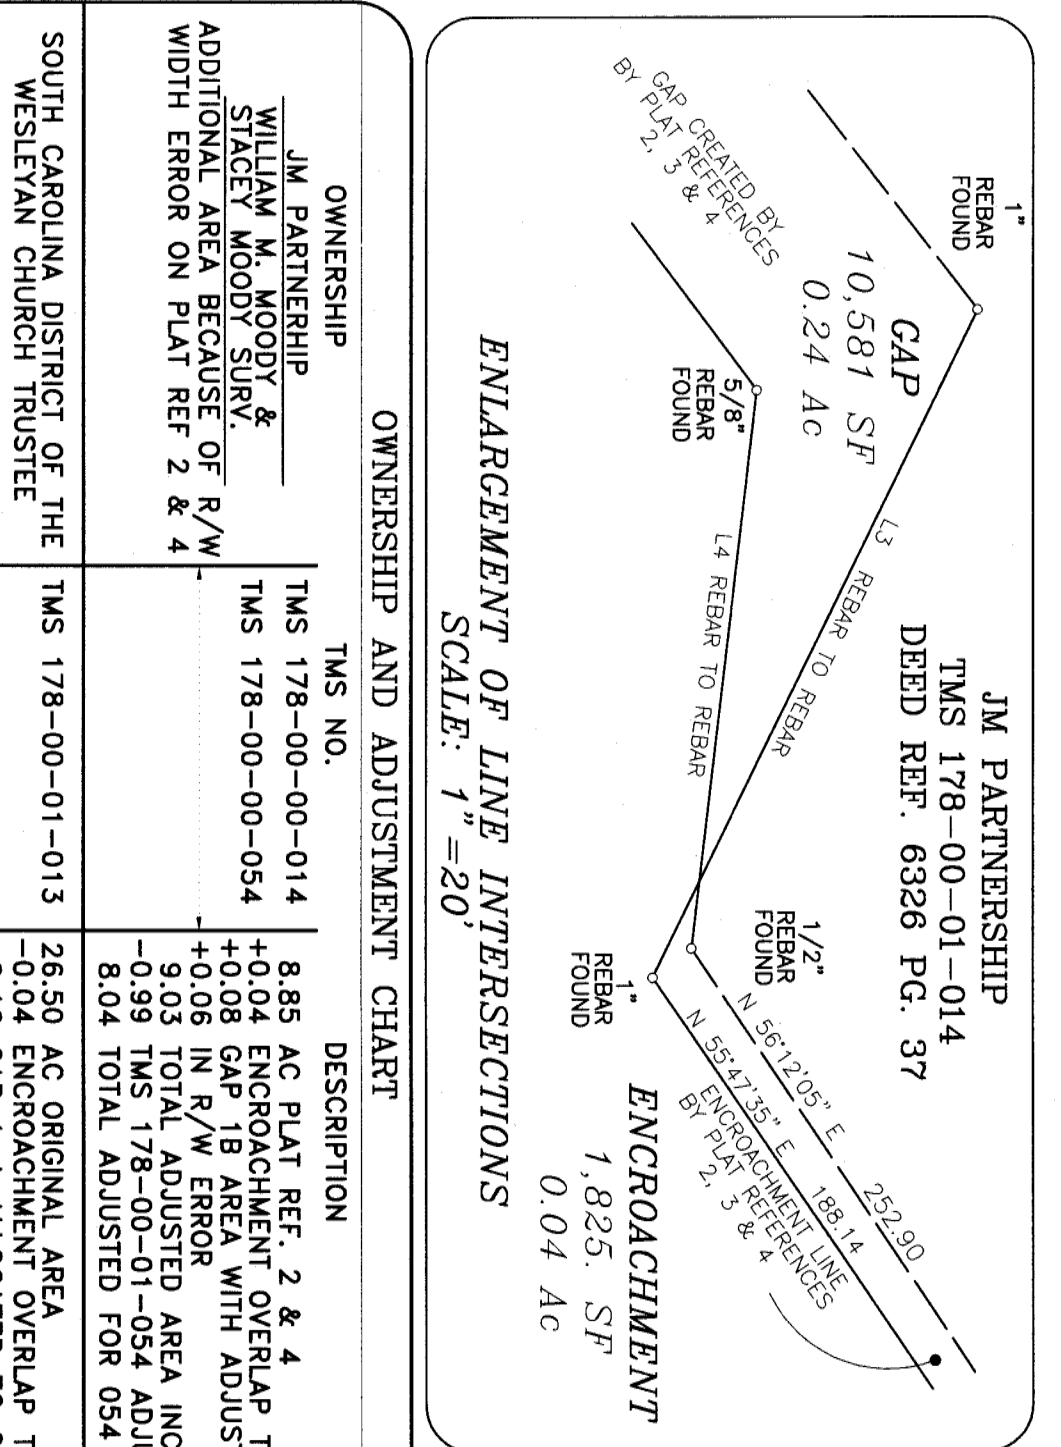 JM PARTNERSHIP
TMS 178-00-01-014
DEED REF. 6326 PG. 37
1"
REBAR
FOUND
GAP
10,581 SF
0.24 Ac
GAP CREATED BY
BY PLAT REFERENCES
2, 3 & 4
5/8"
REBAR
FOUND
L3 REBAR TO REBAR
L4 REBAR TO REBAR
1/2"
REBAR
FOUND
1"
REBAR
FOUND
N 56°12'05" E 252.90
N 55°47'35" E 188.14
ENCROACHMENT LINE
BY PLAT REFERENCES
2, 3 & 4
ENCROACHMENT
1,825. SF
0.04 Ac
ENLARGEMENT OF LINE INTERSECTIONS
SCALE: 1"=20'
OWNERSHIP AND ADJUSTMENT CHART
OWNERSHIP TMS NO. DESCRIPTION
JM PARTNERHIP TMS 178-00-00-014 8.85 AC PLAT REF. 2 & 4
WILLIAM M. MOODY & TMS 178-00-00-054 +0.04 ENCROACHMENT OVERLAP
STACEY MOODY SURV. +0.08 GAP 1B AREA WITH
ADDITIONAL AREA BECAUSE OF R/W +0.06 IN R/W ERROR
WIDTH ERROR ON PLAT REF 2 & 4 9.03 TOTAL ADJUSTED AREA
-0.99 TMS 178-00-01-054
8.04 TOTAL ADJUSTED FOR 054
SOUTH CAROLINA DISTRICT OF THE TMS 178-00-01-013 26.50 AC ORIGINAL AREA
WESLEYAN CHURCH TRUSTEE -0.04 ENCROACHMENT OVERLAP